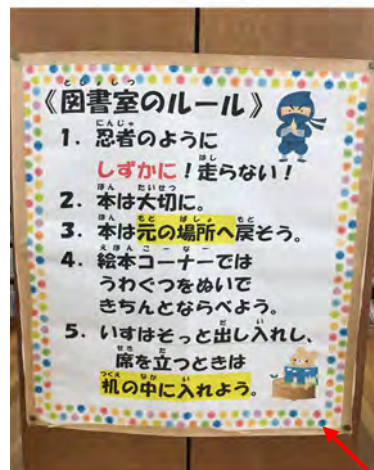 《図書室のルール》
1. 忍者のように
しずかに！走らない！
2. 本は大切に。
3. 本は元の場所へ戻そう。
4. 絵本コーナーでは
うわぐつをぬいで
きちんとならべよう。
5. いすはそっと出し入れし、
席を立つときは
机の中に入れよう。